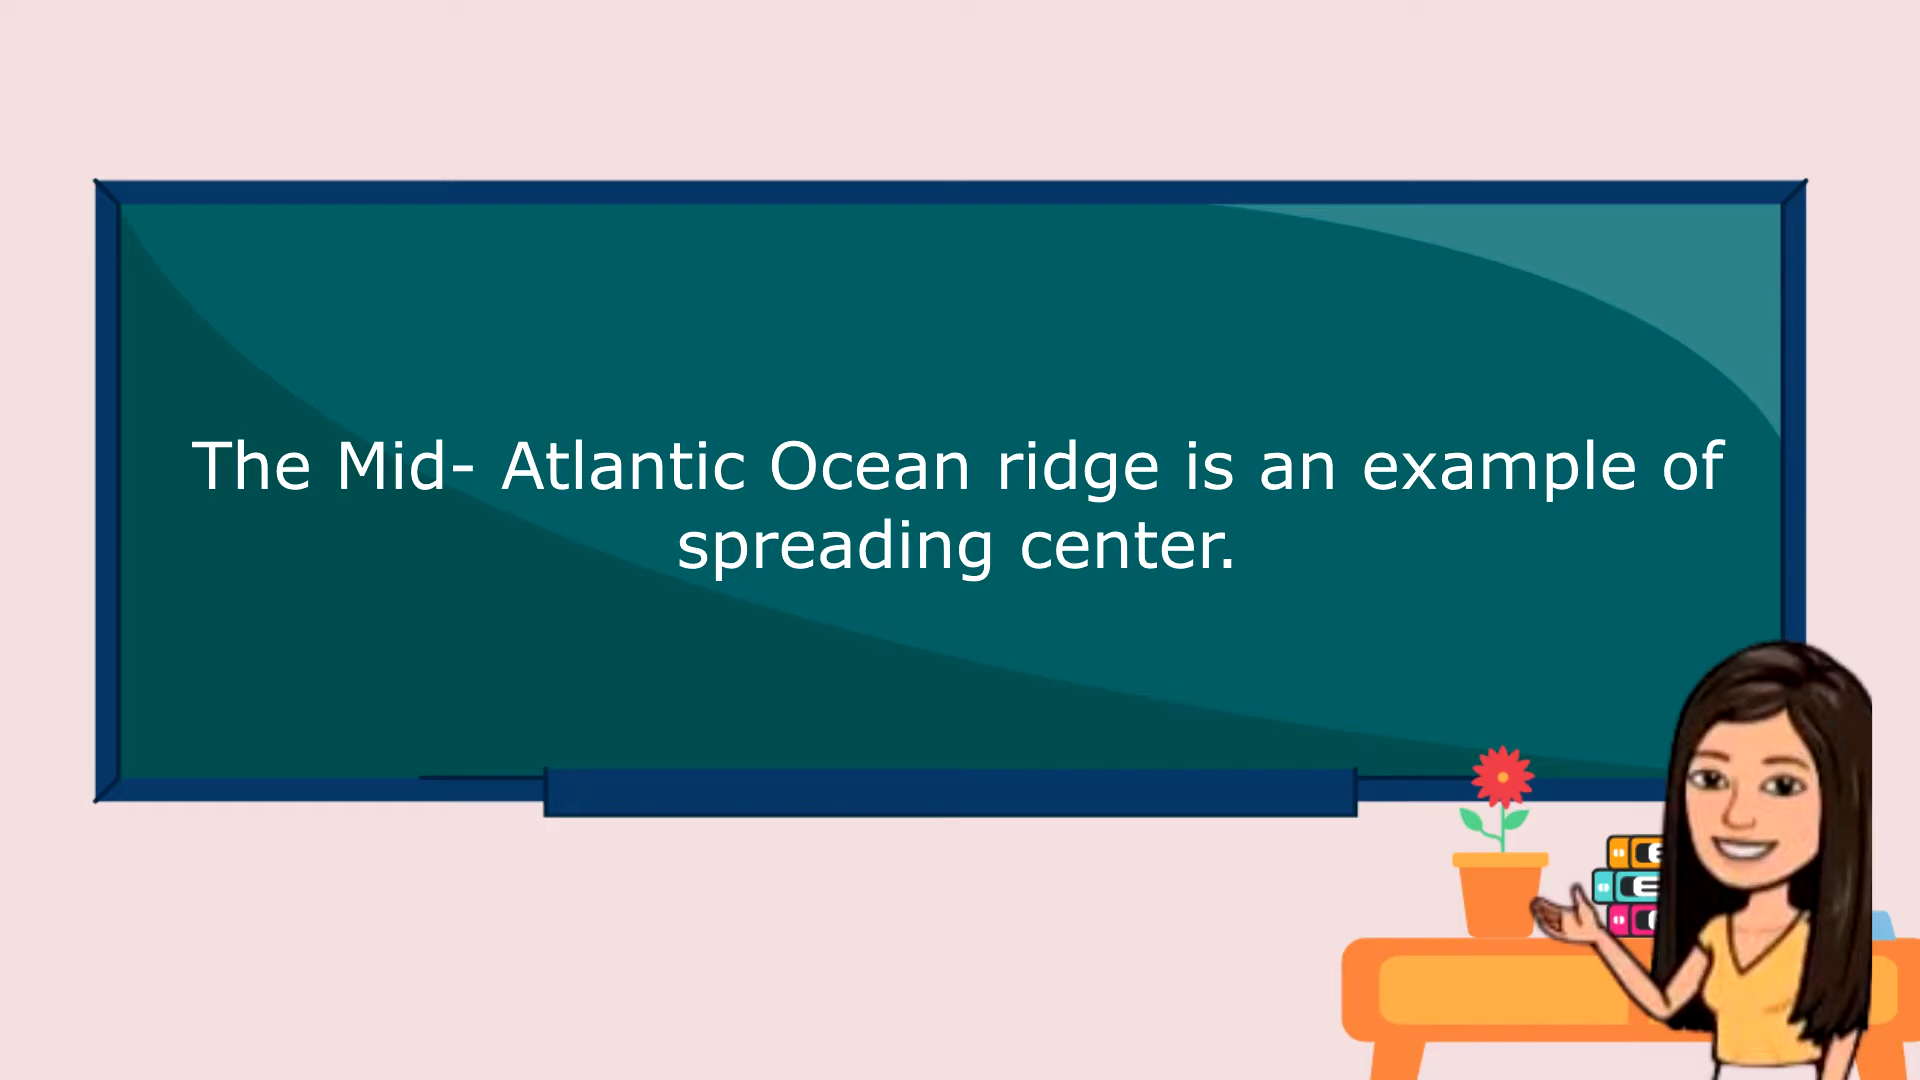 The Mid- Atlantic Ocean ridge is an example of
spreading center.